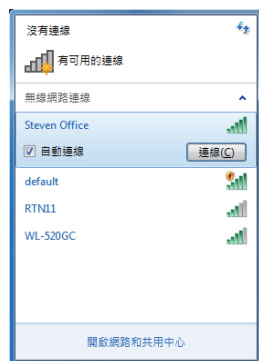 沒有連線
有可用的連線
無線網路連線
Steven Office
自動連線
連線(C)
default
RTN11
WL-520GC
開啟網路和共用中心